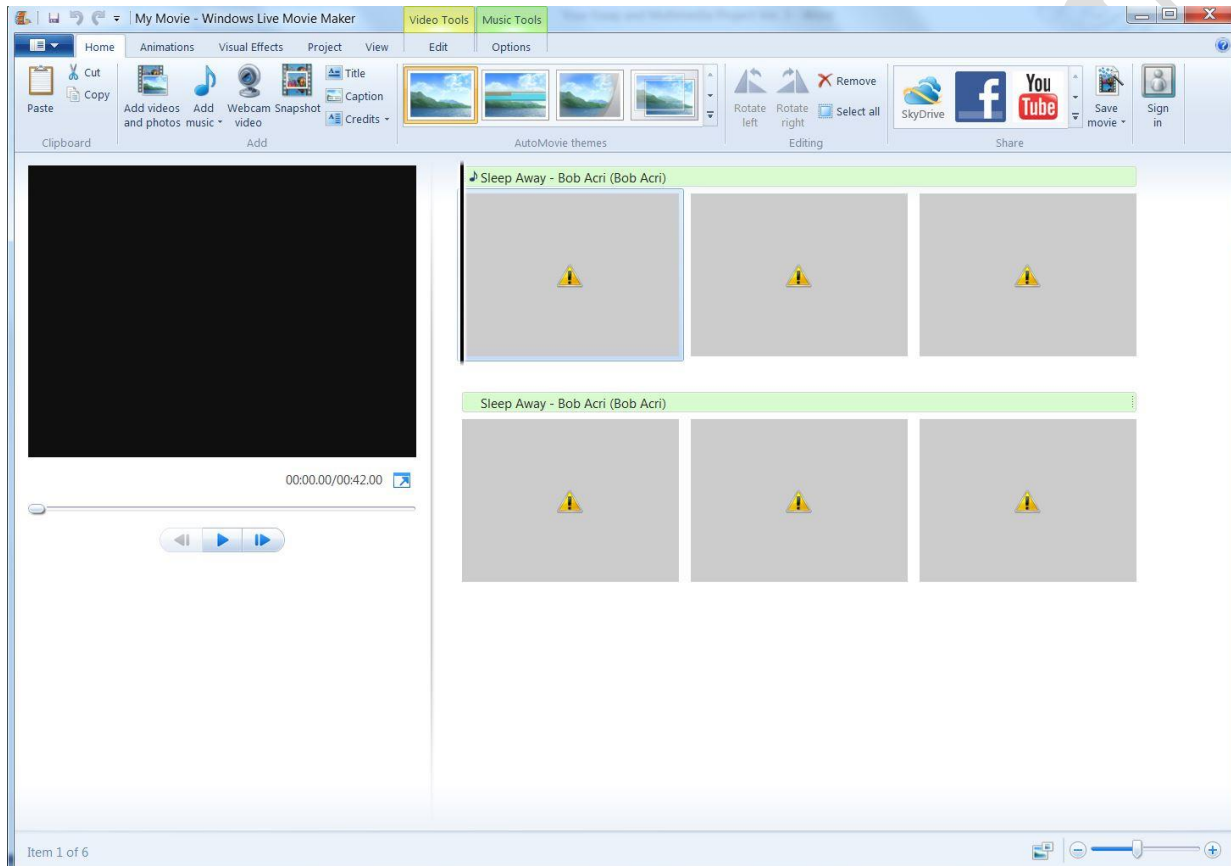 My Movie - Windows Live Movie Maker
Video Tools
Music Tools
Home
Animations
Visual Effects
Project
View
Edit
Options
Paste
Cut
Copy
Clipboard
Add videos
and photos
Add
music
Webcam
video
Snapshot
Title
Caption
Credits
Add
AutoMovie themes
Rotate
left
Rotate
right
Remove
Select all
Editing
SkyDrive
f
You
Tube
Share
Save
movie
Sign
in
Sleep Away - Bob Acri (Bob Acri)
Sleep Away - Bob Acri (Bob Acri)
00:00.00/00:42.00
Item 1 of 6